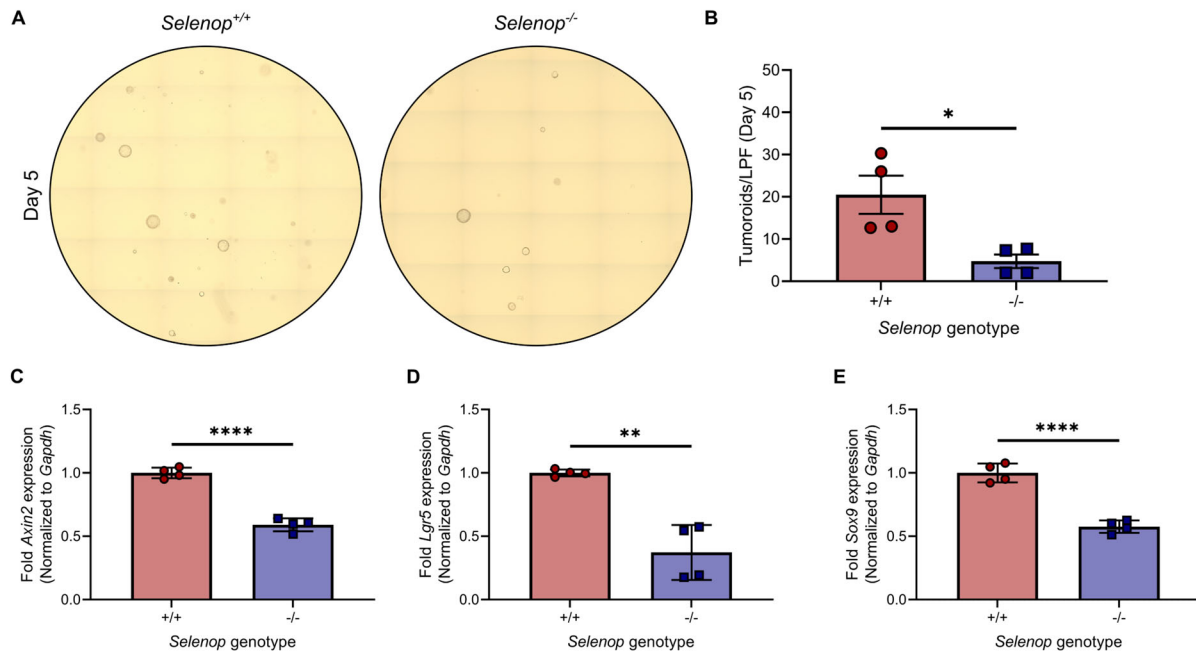 A
Selenop+/+
Selenop-/-
Day 5
B
Tumoroids/LPF (Day 5)
50
40
30
20
10
0
*
+/+
-/-
Selenop genotype
C
Fold Axin2 expression
(Normalized to Gapdh)
1.5
1.0
0.5
0.0
****
+/+
-/-
Selenop genotype
D
Fold Lgr5 expression
(Normalized to Gapdh)
1.5
1.0
0.5
0.0
**
+/+
-/-
Selenop genotype
E
Fold Sox9 expression
(Normalized to Gapdh)
1.5
1.0
0.5
0.0
****
+/+
-/-
Selenop genotype